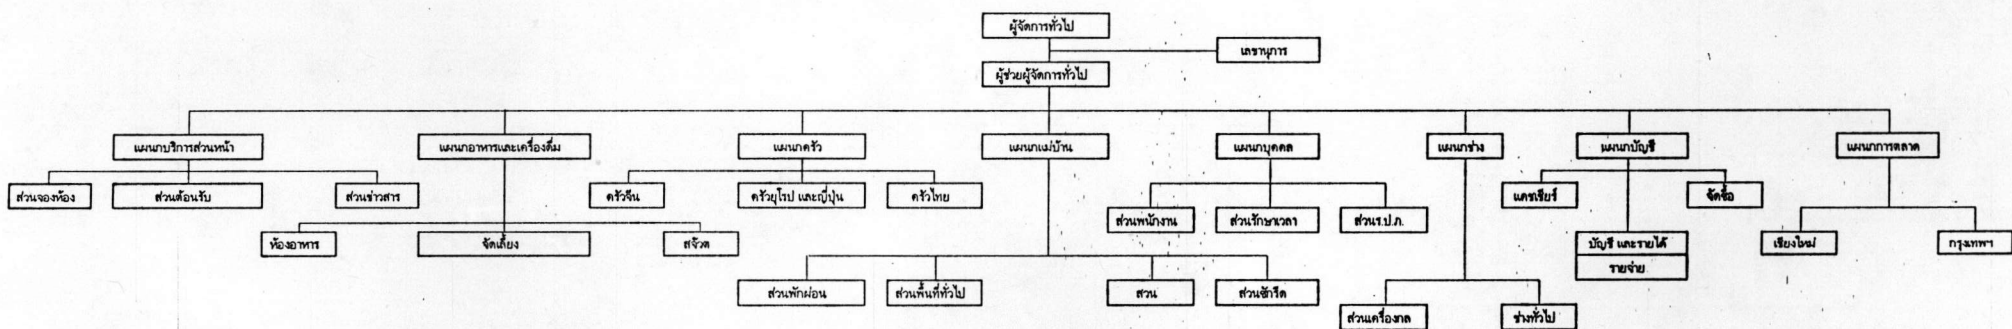 ผู้จัดการทั่วไป
เลขานุการ
ผู้ช่วยผู้จัดการทั่วไป
แผนกบริการส่วนหน้า
แผนกอาหารและเครื่องดื่ม
แผนกครัว
แผนกแม่บ้าน
แผนกบุคคล
แผนกช่าง
แผนกบัญชี
แผนกการตลาด
ส่วนจองห้อง
ส่วนต้อนรับ
ส่วนข่าวสาร
ครัวจีน
ครัวยุโรป และญี่ปุ่น
ครัวไทย
แคชเชียร์
จัดซื้อ
ส่วนพนักงาน
ส่วนรักษาเวลา
ส่วนร.ป.ภ.
ห้องอาหาร
จัดเลี้ยง
สจ๊วต
บัญชี และรายได้
รายจ่าย
เชียงใหม่
กรุงเทพฯ
ส่วนพักผ่อน
ส่วนพื้นที่ทั่วไป
สวน
ส่วนซักรีด
ส่วนเครื่องกล
ช่างทั่วไป